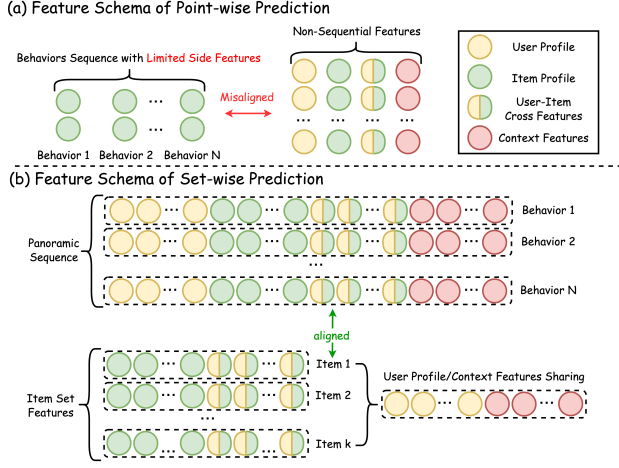 (a) Feature Schema of Point-wise Prediction
Non-Sequential Features
Behaviors Sequence with Limited Side Features
...
Misaligned
...
...
Behavior 1
Behavior 2
Behavior N
User Profile
Item Profile
User-Item
Cross Features
Context Features
(b) Feature Schema of Set-wise Prediction
Panoramic
Sequence
... ... ... ... Behavior 1
... ... ... ... Behavior 2
...
... ... ... ... Behavior N
aligned
Item Set
Features
... ... Item 1
... ... Item 2
...
... ... Item k
User Profile/Context Features Sharing
... ...